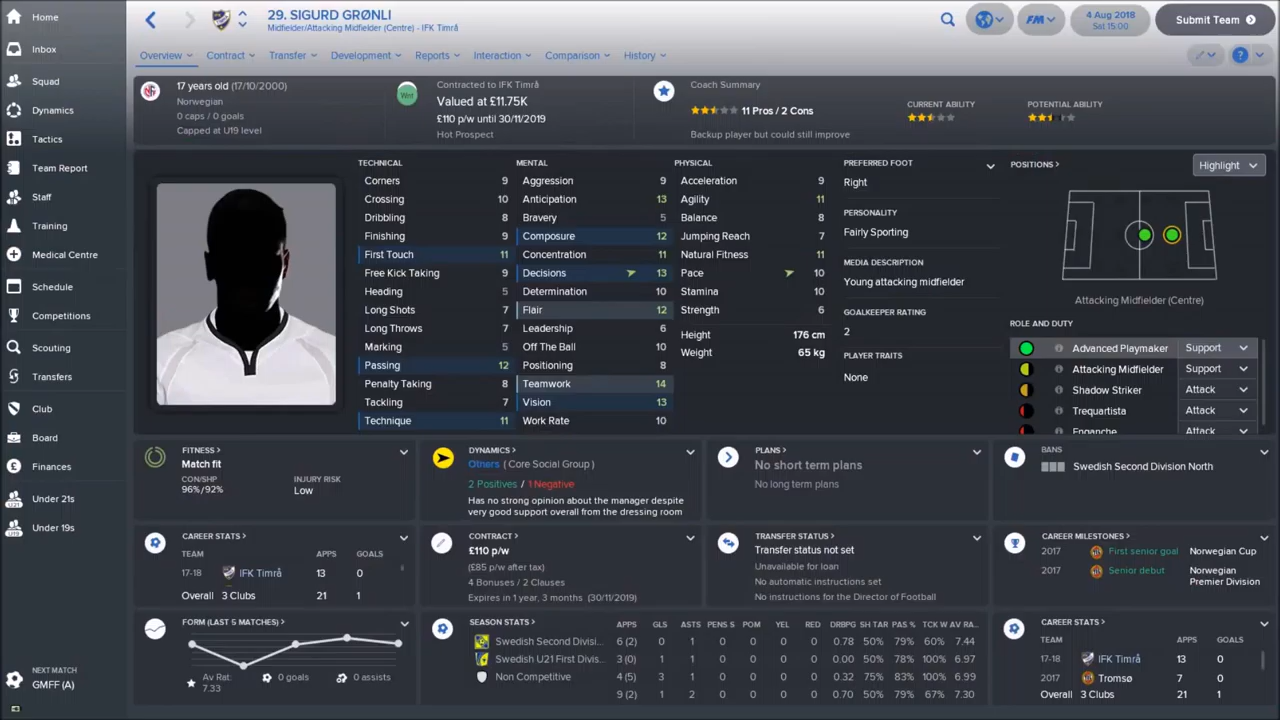 Home
Inbox
Squad
Dynamics
Tactics
Team Report
Staff
Training
Medical Centre
Schedule
Competitions
Scouting
Transfers
Club
Board
Finances
Under 21s
Under 19s
NEXT MATCH
GMFF (A)
29. SIGURD GRØNLI
Midfielder/Attacking Midfielder (Centre) - IFK Timrå
FM
4 Aug 2018
Sat 15:00
Submit Team
Overview Contract Transfer Development Reports Interaction Comparison History
17 years old (17/10/2000)
Norwegian
0 caps / 0 goals
Capped at U19 level
Wnt
Contracted to IFK Timrå
Valued at £11.75K
£110 p/w until 30/11/2019
Hot Prospect
Coach Summary
11 Pros / 2 Cons
Backup player but could still improve
CURRENT ABILITY
POTENTIAL ABILITY
TECHNICAL
Corners 9
Crossing 10
Dribbling 8
Finishing 9
First Touch 11
Free Kick Taking 9
Heading 5
Long Shots 7
Long Throws 7
Marking 5
Passing 12
Penalty Taking 8
Tackling 7
Technique 11
MENTAL
Aggression 9
Anticipation 13
Bravery 5
Composure 12
Concentration 11
Decisions 13
Determination 10
Flair 12
Leadership 6
Off The Ball 10
Positioning 8
Teamwork 14
Vision 13
Work Rate 10
PHYSICAL
Acceleration 9
Agility 11
Balance 8
Jumping Reach 7
Natural Fitness 11
Pace 10
Stamina 10
Strength 6
Height 176 cm
Weight 65 kg
PREFERRED FOOT
Right
PERSONALITY
Fairly Sporting
MEDIA DESCRIPTION
Young attacking midfielder
GOALKEEPER RATING
2
PLAYER TRAITS
None
POSITIONS >
Highlight
Attacking Midfielder (Centre)
ROLE AND DUTY
Advanced Playmaker Support
Attacking Midfielder Support
Shadow Striker Attack
Trequartista Attack
Enganche Attack
FITNESS >
Match fit
CON/SHP
96%/92%
INJURY RISK
Low
DYNAMICS >
Others ( Core Social Group )
2 Positives / 1 Negative
Has no strong opinion about the manager despite
very good support overall from the dressing room
PLANS >
No short term plans
No long term plans
BANS
Swedish Second Division North
CAREER STATS >
TEAM APPS GOALS
17-18 IFK Timrå 13 0
Overall 3 Clubs 21 1
CONTRACT >
£110 p/w
(£85 p/w after tax)
4 Bonuses / 2 Clauses
Expires in 1 year, 3 months (30/11/2019)
TRANSFER STATUS >
Transfer status not set
Unavailable for loan
No automatic instructions set
No instructions for the Director of Football
CAREER MILESTONES >
2017 First senior goal Norwegian Cup
2017 Senior debut Norwegian
Premier Division
FORM (LAST 5 MATCHES) >
Av Rat:
7.33
0 goals
0 assists
SEASON STATS > APPS GLS ASTS PENS S POM YEL RED DRBPG SH TAR PAS % TCK W AV RA...
Swedish Second Divisi... 6 (2) 0 1 0 0 0 0 0.78 50% 79% 60% 7.44
Swedish U21 First Divis... 3 (0) 1 1 0 0 0 0 0.00 50% 78% 100% 6.97
Non Competitive 4 (5) 3 1 0 0 0 0 0.32 75% 83% 100% 6.99
9 (2) 1 2 0 0 0 0 0.70 50% 79% 67% 7.30
CAREER STATS >
TEAM APPS GOALS
17-18 IFK Timrå 13 0
2017 Tromsø 7 0
Overall 3 Clubs 21 1